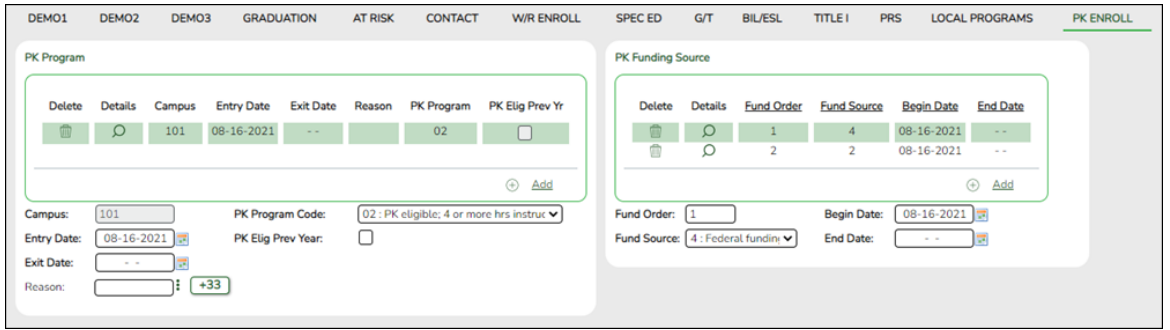 DEMO1 DEMO2 DEMO3 GRADUATION AT RISK CONTACT W/R ENROLL SPEC ED G/T BIL/ESL TITLE I PRS LOCAL PROGRAMS PK ENROLL
PK Program
Delete Details Campus Entry Date Exit Date Reason PK Program PK Elig Prev Yr
101 08-16-2021 - - 02
Add
Campus: 101 PK Program Code: 02 : PK eligible; 4 or more hrs instruc
Entry Date: 08-16-2021 PK Elig Prev Year:
Exit Date: - -
Reason: +33
PK Funding Source
Delete Details Fund Order Fund Source Begin Date End Date
1 4 08-16-2021 - -
2 2 08-16-2021 - -
Add
Fund Order: 1 Begin Date: 08-16-2021
Fund Source: 4 : Federal funding End Date: - -